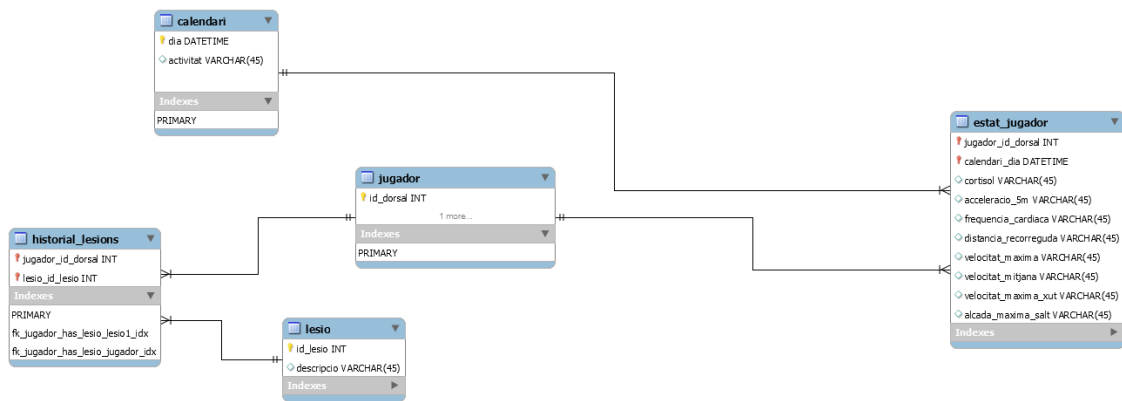 calendari
dia DATETIME
activitat VARCHAR(45)
Indexes
PRIMARY
jugador
id_dorsal INT
1 more...
Indexes
PRIMARY
historial_lesions
jugador_id_dorsal INT
lesio_id_lesio INT
Indexes
PRIMARY
fk_jugador_has_lesio_lesio1_idx
fk_jugador_has_lesio_jugador_idx
lesio
id_lesio INT
descripcio VARCHAR(45)
Indexes
estat_jugador
jugador_id_dorsal INT
calendari_dia DATETIME
cortisol VARCHAR(45)
acceleracio_5m VARCHAR(45)
frequencia_cardiaca VARCHAR(45)
distancia_recorreguda VARCHAR(45)
velocitat_maxima VARCHAR(45)
velocitat_mitjana VARCHAR(45)
velocitat_maxima_xut VARCHAR(45)
alcada_maxima_salt VARCHAR(45)
Indexes